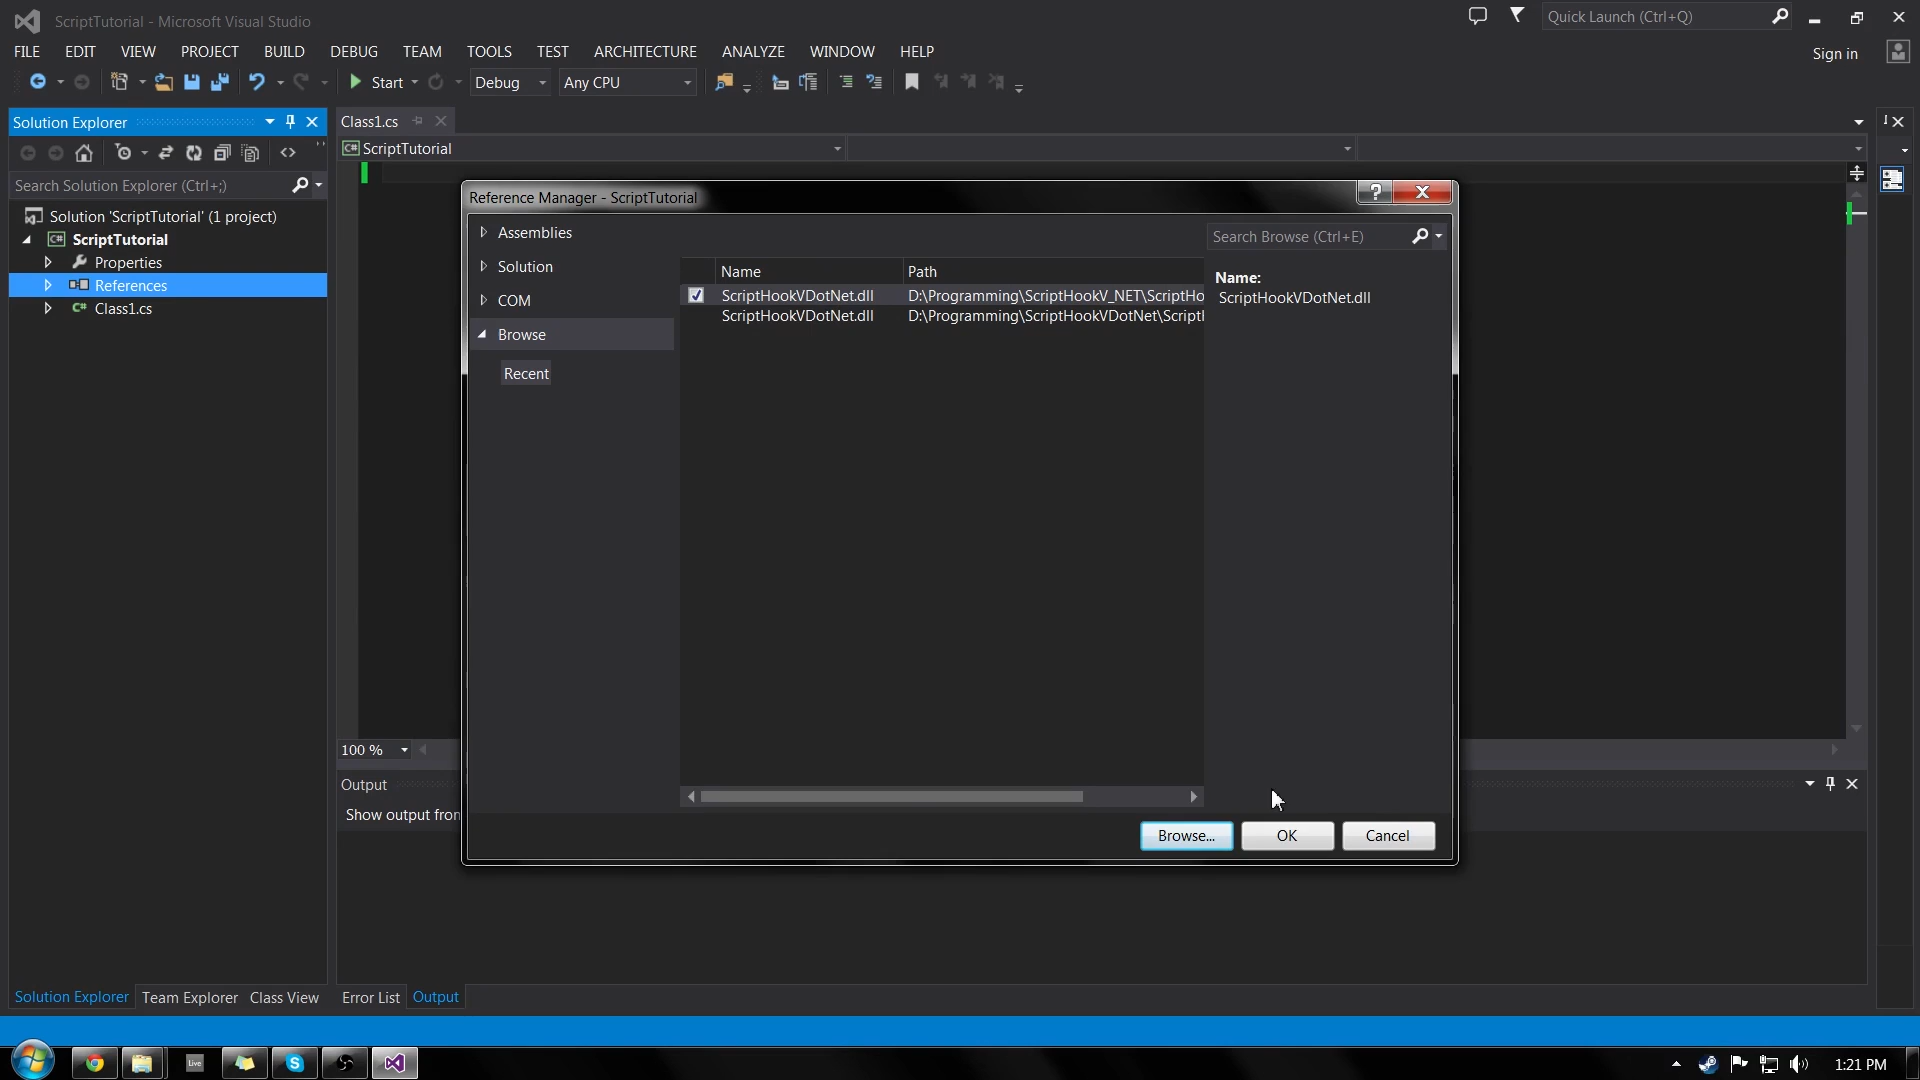 ScriptTutorial - Microsoft Visual Studio
Quick Launch (Ctrl+Q)
FILE EDIT VIEW PROJECT BUILD DEBUG TEAM TOOLS TEST ARCHITECTURE ANALYZE WINDOW HELP
Sign in
Start Debug Any CPU
Solution Explorer
Class1.cs
ScriptTutorial
Search Solution Explorer (Ctrl+;)
Solution 'ScriptTutorial' (1 project)
C# ScriptTutorial
Properties
References
C# Class1.cs
Reference Manager - ScriptTutorial
Assemblies
Solution
COM
Browse
Recent
Search Browse (Ctrl+E)
Name Path
ScriptHookVDotNet.dll D:\Programming\ScriptHookV_NET\ScriptHo
ScriptHookVDotNet.dll D:\Programming\ScriptHookVDotNet\Script
Name:
ScriptHookVDotNet.dll
Browse... OK Cancel
100 %
Output
Show output from
Solution Explorer Team Explorer Class View
Error List Output
Live
1:21 PM